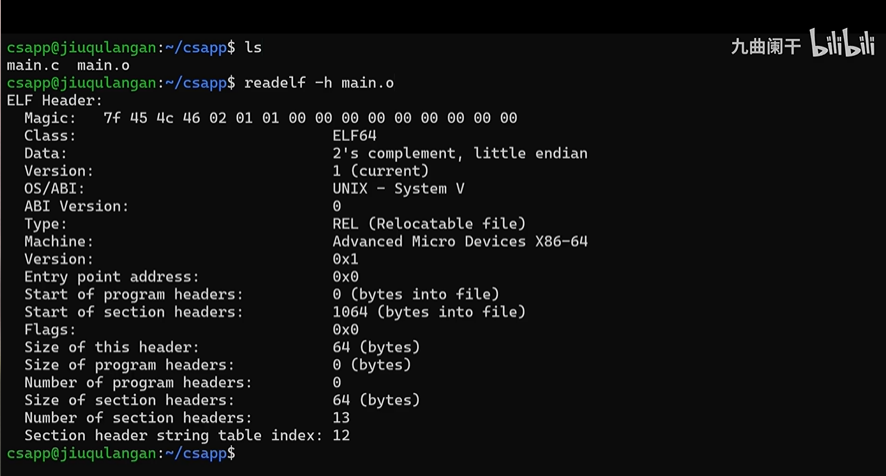 csapp@jiuqulangan:~/csapp$ ls
九曲阑干 bilibili
main.c  main.o
csapp@jiuqulangan:~/csapp$ readelf -h main.o
ELF Header:
  Magic:   7f 45 4c 46 02 01 01 00 00 00 00 00 00 00 00 00
  Class:                             ELF64
  Data:                              2's complement, little endian
  Version:                           1 (current)
  OS/ABI:                            UNIX - System V
  ABI Version:                       0
  Type:                              REL (Relocatable file)
  Machine:                           Advanced Micro Devices X86-64
  Version:                           0x1
  Entry point address:               0x0
  Start of program headers:          0 (bytes into file)
  Start of section headers:          1064 (bytes into file)
  Flags:                             0x0
  Size of this header:               64 (bytes)
  Size of program headers:           0 (bytes)
  Number of program headers:         0
  Size of section headers:           64 (bytes)
  Number of section headers:         13
  Section header string table index: 12
csapp@jiuqulangan:~/csapp$